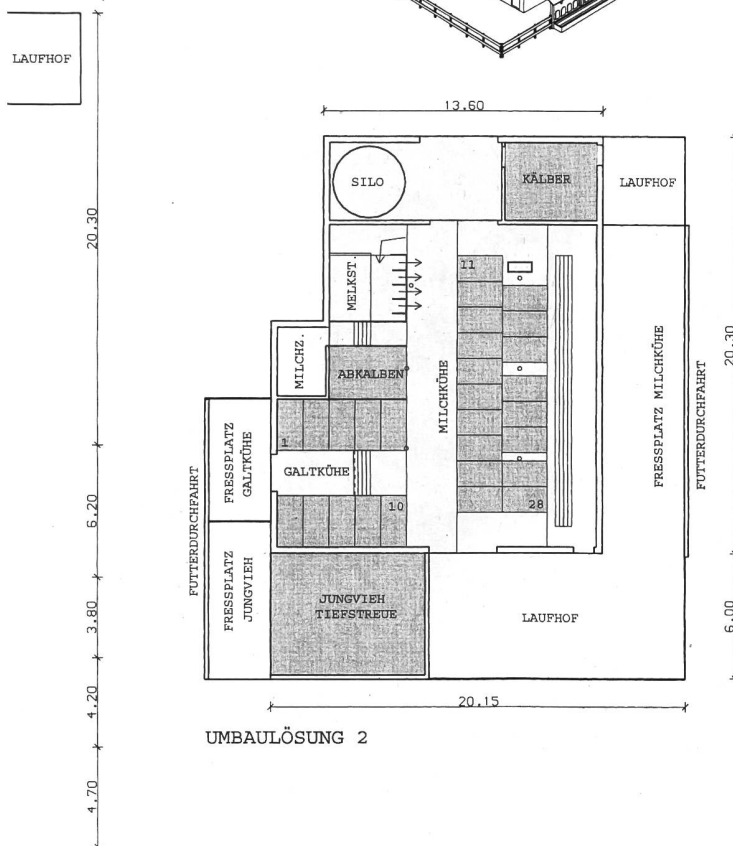 LAUFHOF
13.60
SILO
KÄLBER
LAUFHOF
20.30
11
MELKST.
MILCHZ.
ABKALBEN
MILCHKÜHE
FRESSPLATZ MILCHKÜHE
FUTTERDURCHFAHRT
20.30
1
GALTKÜHE
10
28
FRESSPLATZ
GALTKÜHE
FUTTERDURCHFAHRT
6.20
FRESSPLATZ
JUNGVIEH
JUNGVIEH
TIEFSTREUE
LAUFHOF
3.80
6.00
4.20
20.15
UMBAULÖSUNG 2
4.70